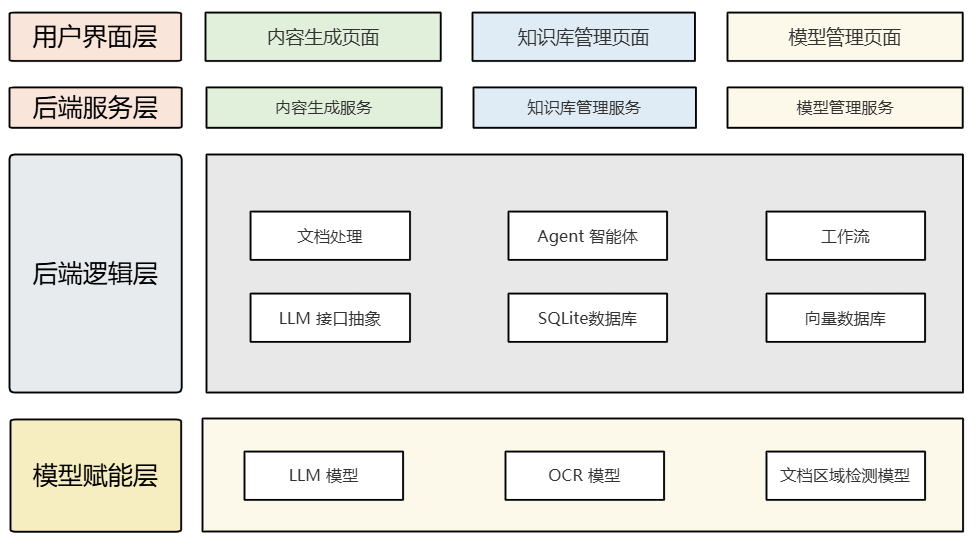 用户界面层
内容生成页面
知识库管理页面
模型管理页面
后端服务层
内容生成服务
知识库管理服务
模型管理服务
后端逻辑层
文档处理
Agent 智能体
工作流
LLM 接口抽象
SQLite数据库
向量数据库
模型赋能层
LLM 模型
OCR 模型
文档区域检测模型